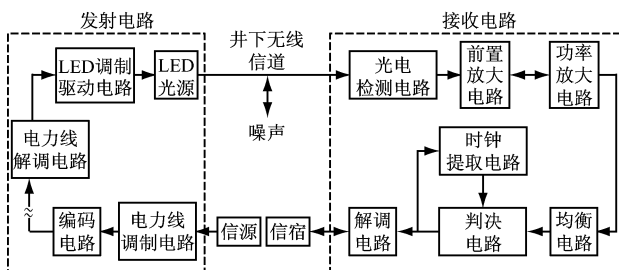 发射电路
接收电路
LED调制
驱动电路
LED
光源
井下无线
信道
噪声
光电
检测电路
前置
放大
电路
功率
放大
电路
电力线
解调电路
时钟
提取电路
编码
电路
电力线
调制电路
信源
信宿
解调
电路
判决
电路
均衡
电路